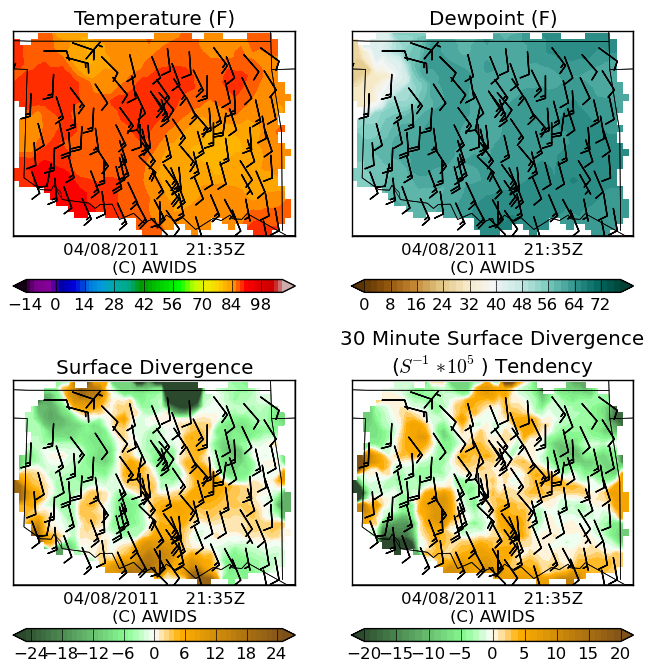 Temperature (F)
Dewpoint (F)
04/08/2011 21:35Z
(C) AWIDS
04/08/2011 21:35Z
(C) AWIDS
−14 0 14 28 42 56 70 84 98
0 8 16 24 32 40 48 56 64 72
Surface Divergence
30 Minute Surface Divergence
(S⁻¹ *10⁵ ) Tendency
04/08/2011 21:35Z
(C) AWIDS
04/08/2011 21:35Z
(C) AWIDS
−24 −18 −12 −6 0 6 12 18 24
−20 −15 −10 −5 0 5 10 15 20